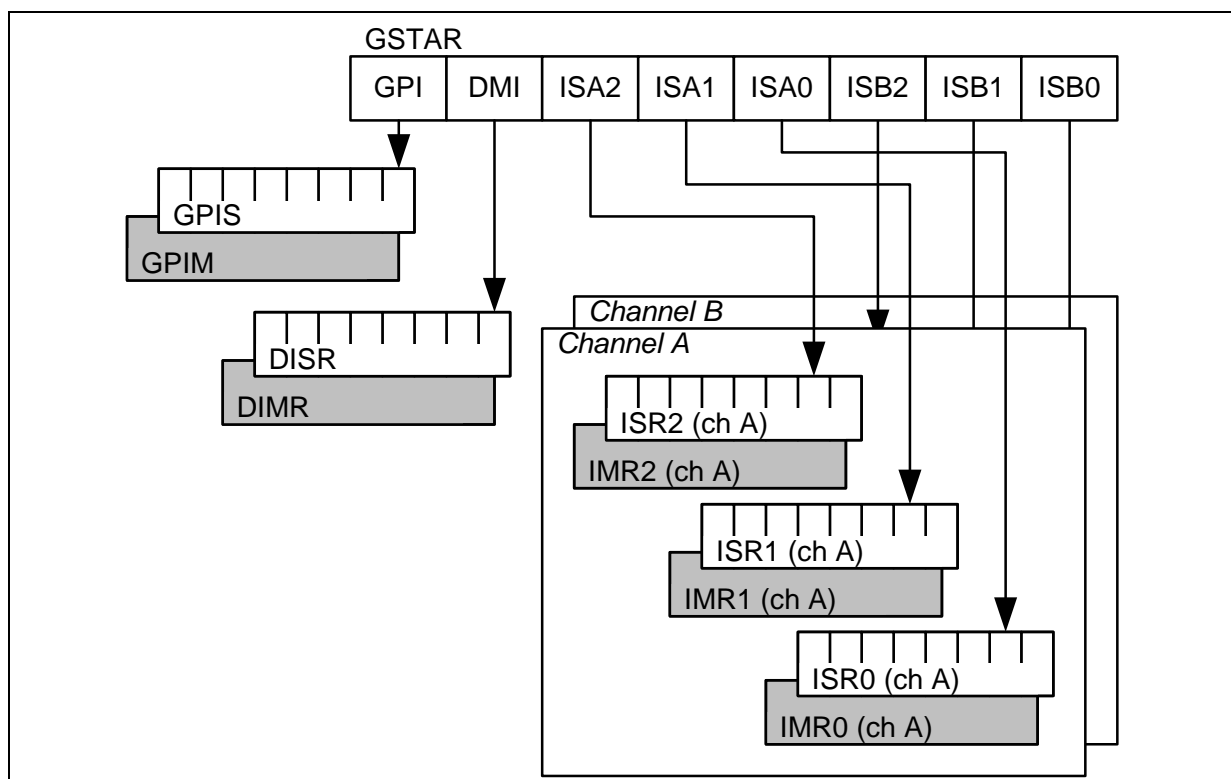 GSTAR
GPI DMI ISA2 ISA1 ISA0 ISB2 ISB1 ISB0
GPIS
GPIM
DISR
DIMR
Channel B
Channel A
ISR2 (ch A)
IMR2 (ch A)
ISR1 (ch A)
IMR1 (ch A)
ISR0 (ch A)
IMR0 (ch A)